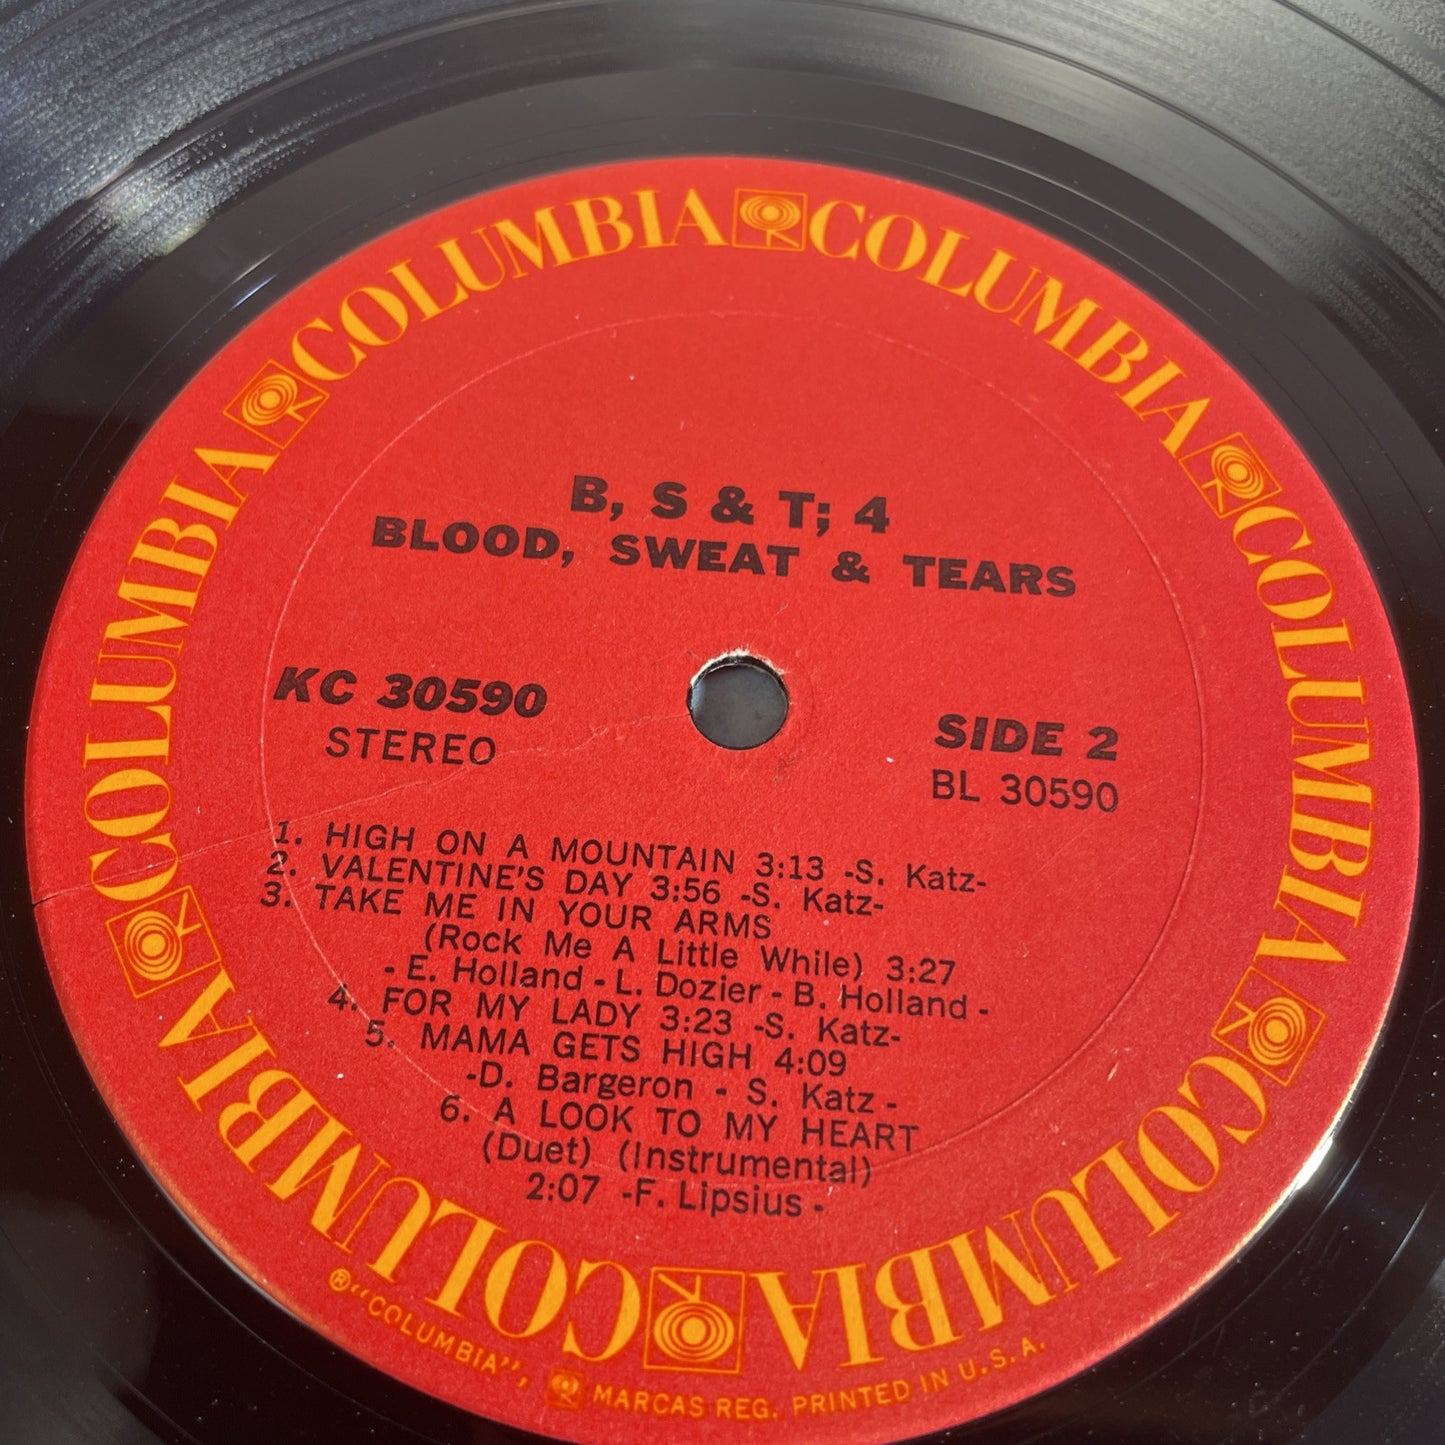 COLUMBIA COLUMBIA COLUMBIA COLUMBIA COLUMBIA COLUMBIA
B, S & T; 4
BLOOD, SWEAT & TEARS
KC 30590
STEREO
SIDE 2
BL 30590
1. HIGH ON A MOUNTAIN 3:13 -S. Katz-
2. VALENTINE'S DAY 3:56 -S. Katz-
3. TAKE ME IN YOUR ARMS
(Rock Me A Little While) 3:27
- E. Holland - L. Dozier - B. Holland -
4. FOR MY LADY 3:23 -S. Katz-
5. MAMA GETS HIGH 4:09
-D. Bargeron - S. Katz -
6. A LOOK TO MY HEART
(Duet) (Instrumental)
2:07 -F. Lipsius -
® "COLUMBIA", MARCAS REG. PRINTED IN U.S.A.